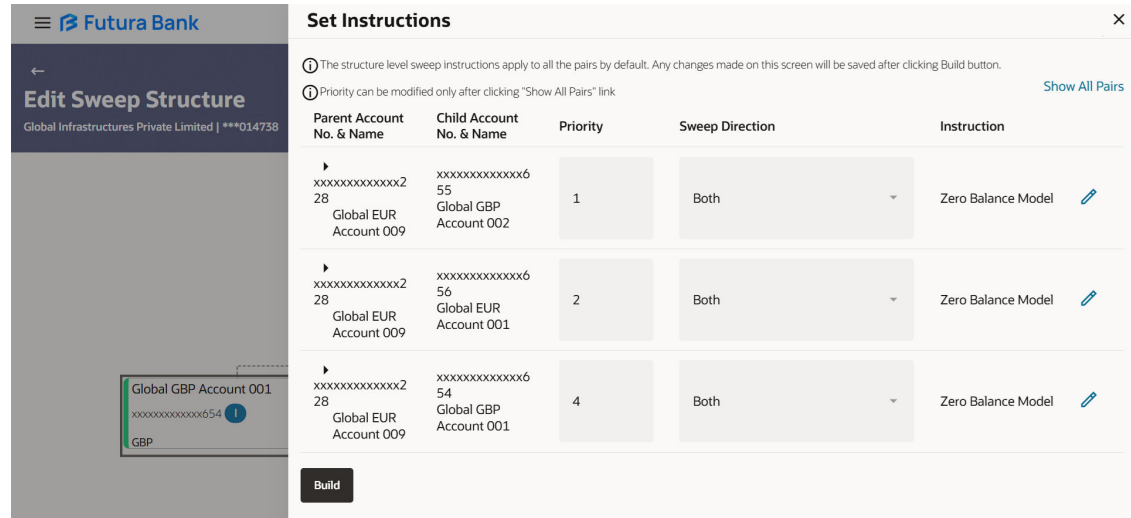 Futura Bank
Edit Sweep Structure
Global Infrastructures Private Limited | ***014738
Global GBP Account 001
xxxxxxxxxxxxx654 I
GBP
Set Instructions
The structure level sweep instructions apply to all the pairs by default. Any changes made on this screen will be saved after clicking Build button.
Priority can be modified only after clicking "Show All Pairs" link
Show All Pairs
Parent Account No. & Name
Child Account No. & Name
Priority
Sweep Direction
Instruction
xxxxxxxxxxxxx2
28
Global EUR
Account 009
xxxxxxxxxxxxx6
55
Global GBP
Account 002
1
Both
Zero Balance Model
xxxxxxxxxxxxx2
28
Global EUR
Account 009
xxxxxxxxxxxxx6
56
Global EUR
Account 001
2
Both
Zero Balance Model
xxxxxxxxxxxxx2
28
Global EUR
Account 009
xxxxxxxxxxxxx6
54
Global GBP
Account 001
4
Both
Zero Balance Model
Build